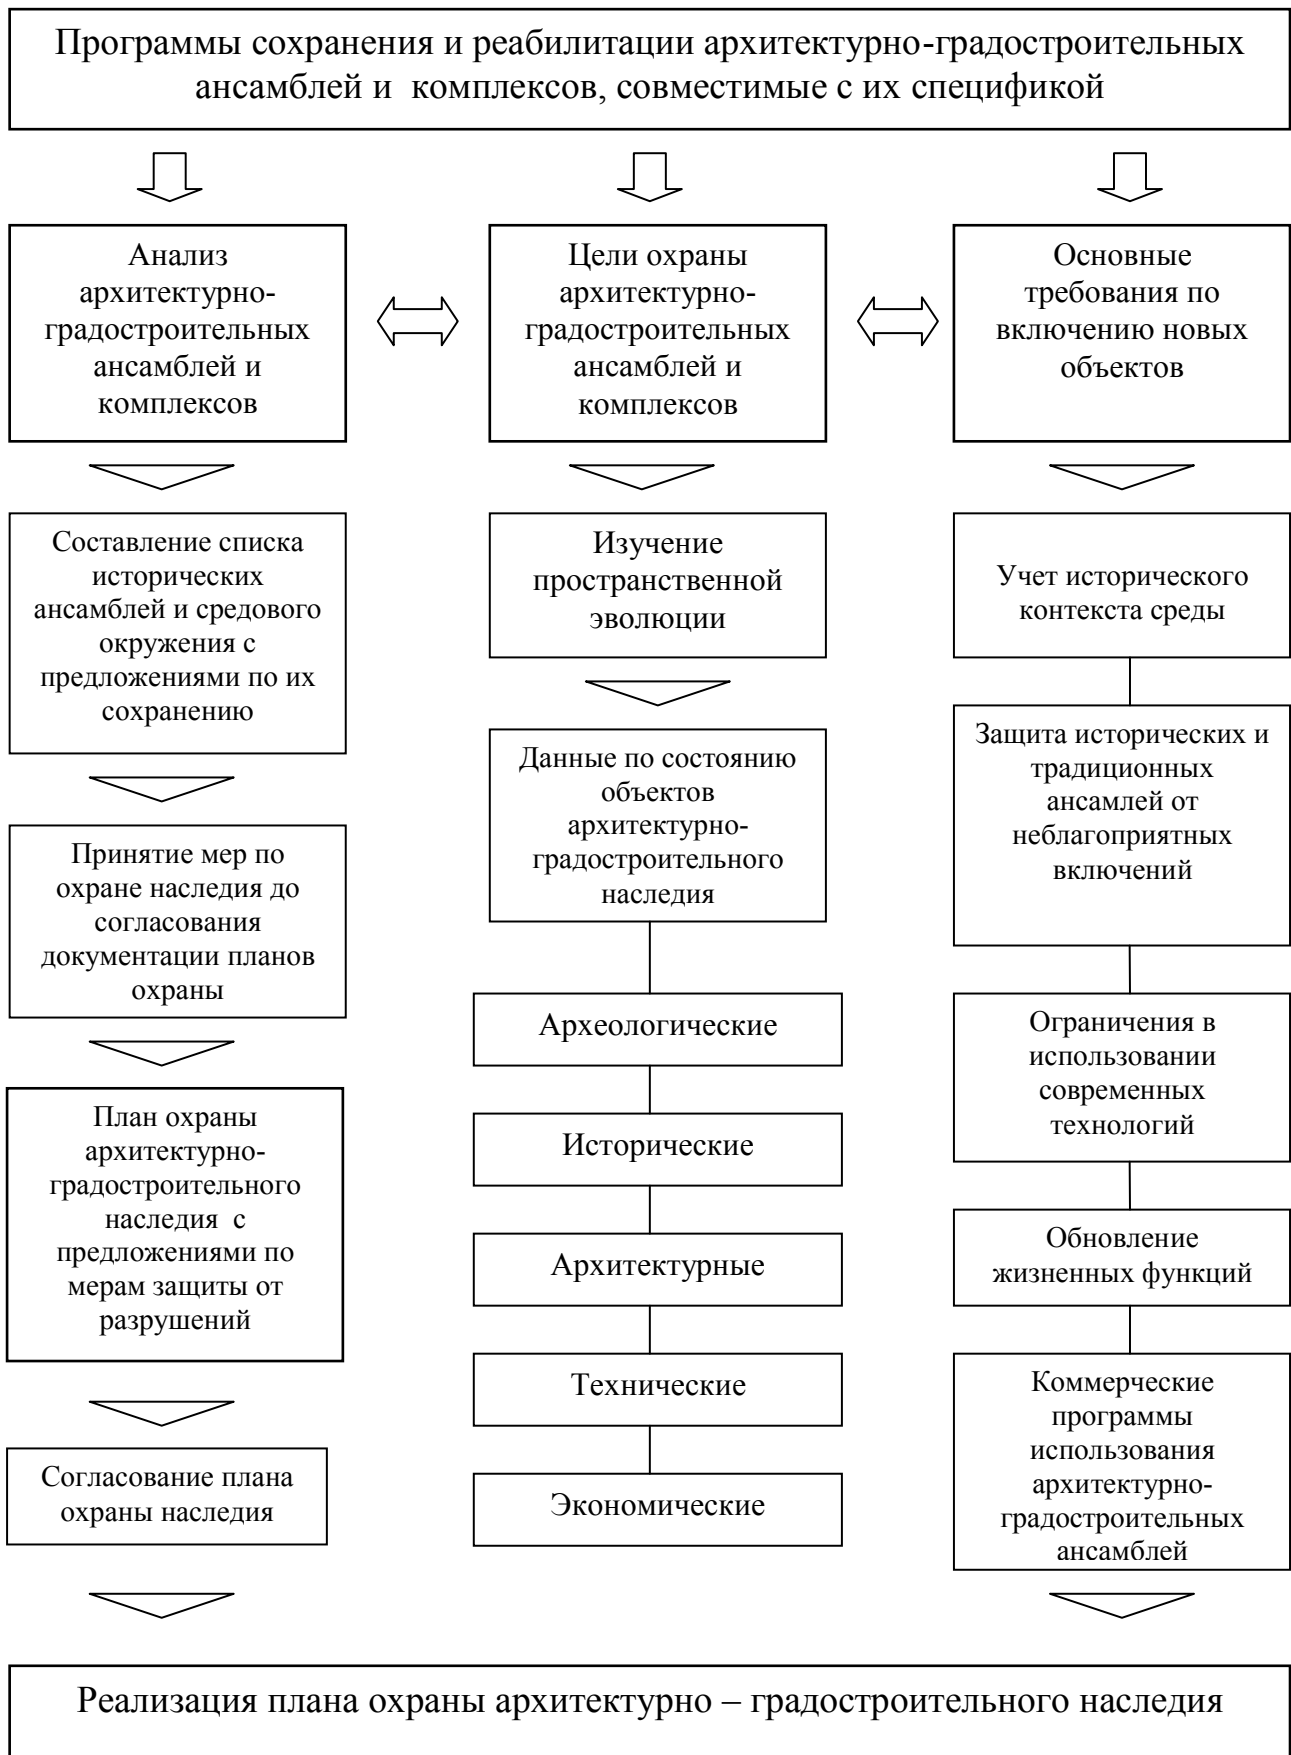 Программы сохранения и реабилитации архитектурно-градостроительных
ансамблей и комплексов, совместимые с их спецификой
Анализ
архитектурно-
градостроительных
ансамблей и
комплексов
Цели охраны
архитектурно-
градостроительных
ансамблей и
комплексов
Основные
требования по
включению новых
объектов
Составление списка
исторических
ансамблей и средового
окружения с
предложениями по их
сохранению
Принятие мер по
охране наследия до
согласования
документации планов
охраны
План охраны
архитектурно-
градостроительного
наследия с
предложениями по
мерам защиты от
разрушений
Согласование плана
охраны наследия
Изучение
пространственной
эволюции
Данные по состоянию
объектов
архитектурно-
градостроительного
наследия
Археологические
Исторические
Архитектурные
Технические
Экономические
Учет исторического
контекста среды
Защита исторических и
традиционных
ансамлей от
неблагоприятных
включений
Ограничения в
использовании
современных
технологий
Обновление
жизненных функций
Коммерческие
программы
использования
архитектурно-
градостроительных
ансамблей
Реализация плана охраны архитектурно – градостроительного наследия